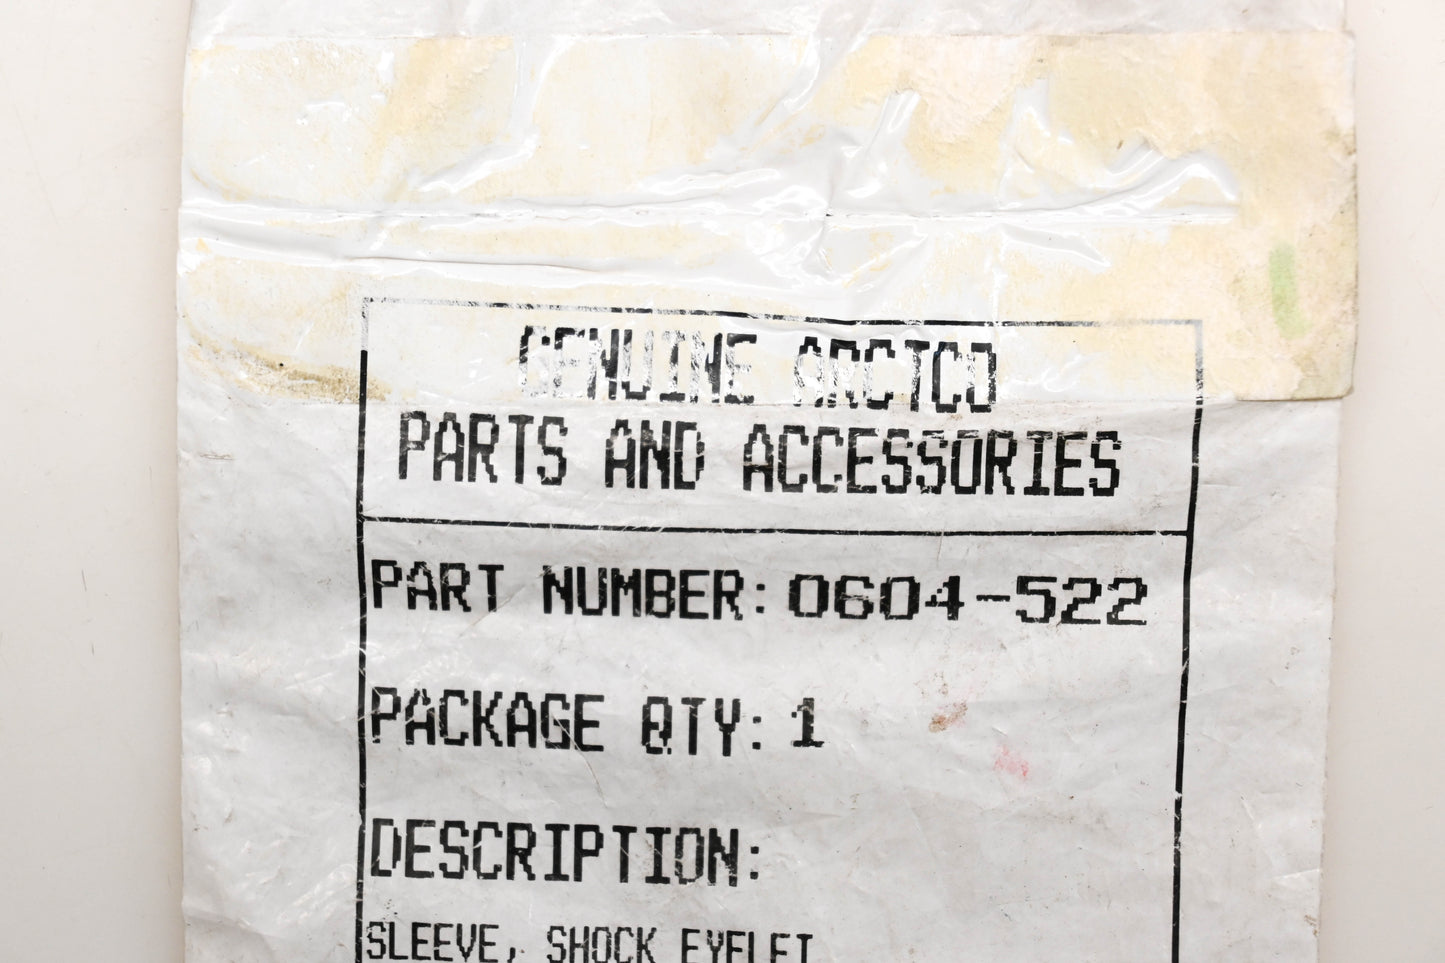 GENUINE ARCTCO
PARTS AND ACCESSORIES
PART NUMBER: 0604-522
PACKAGE QTY: 1
DESCRIPTION:
SLEEVE, SHOCK EYELET